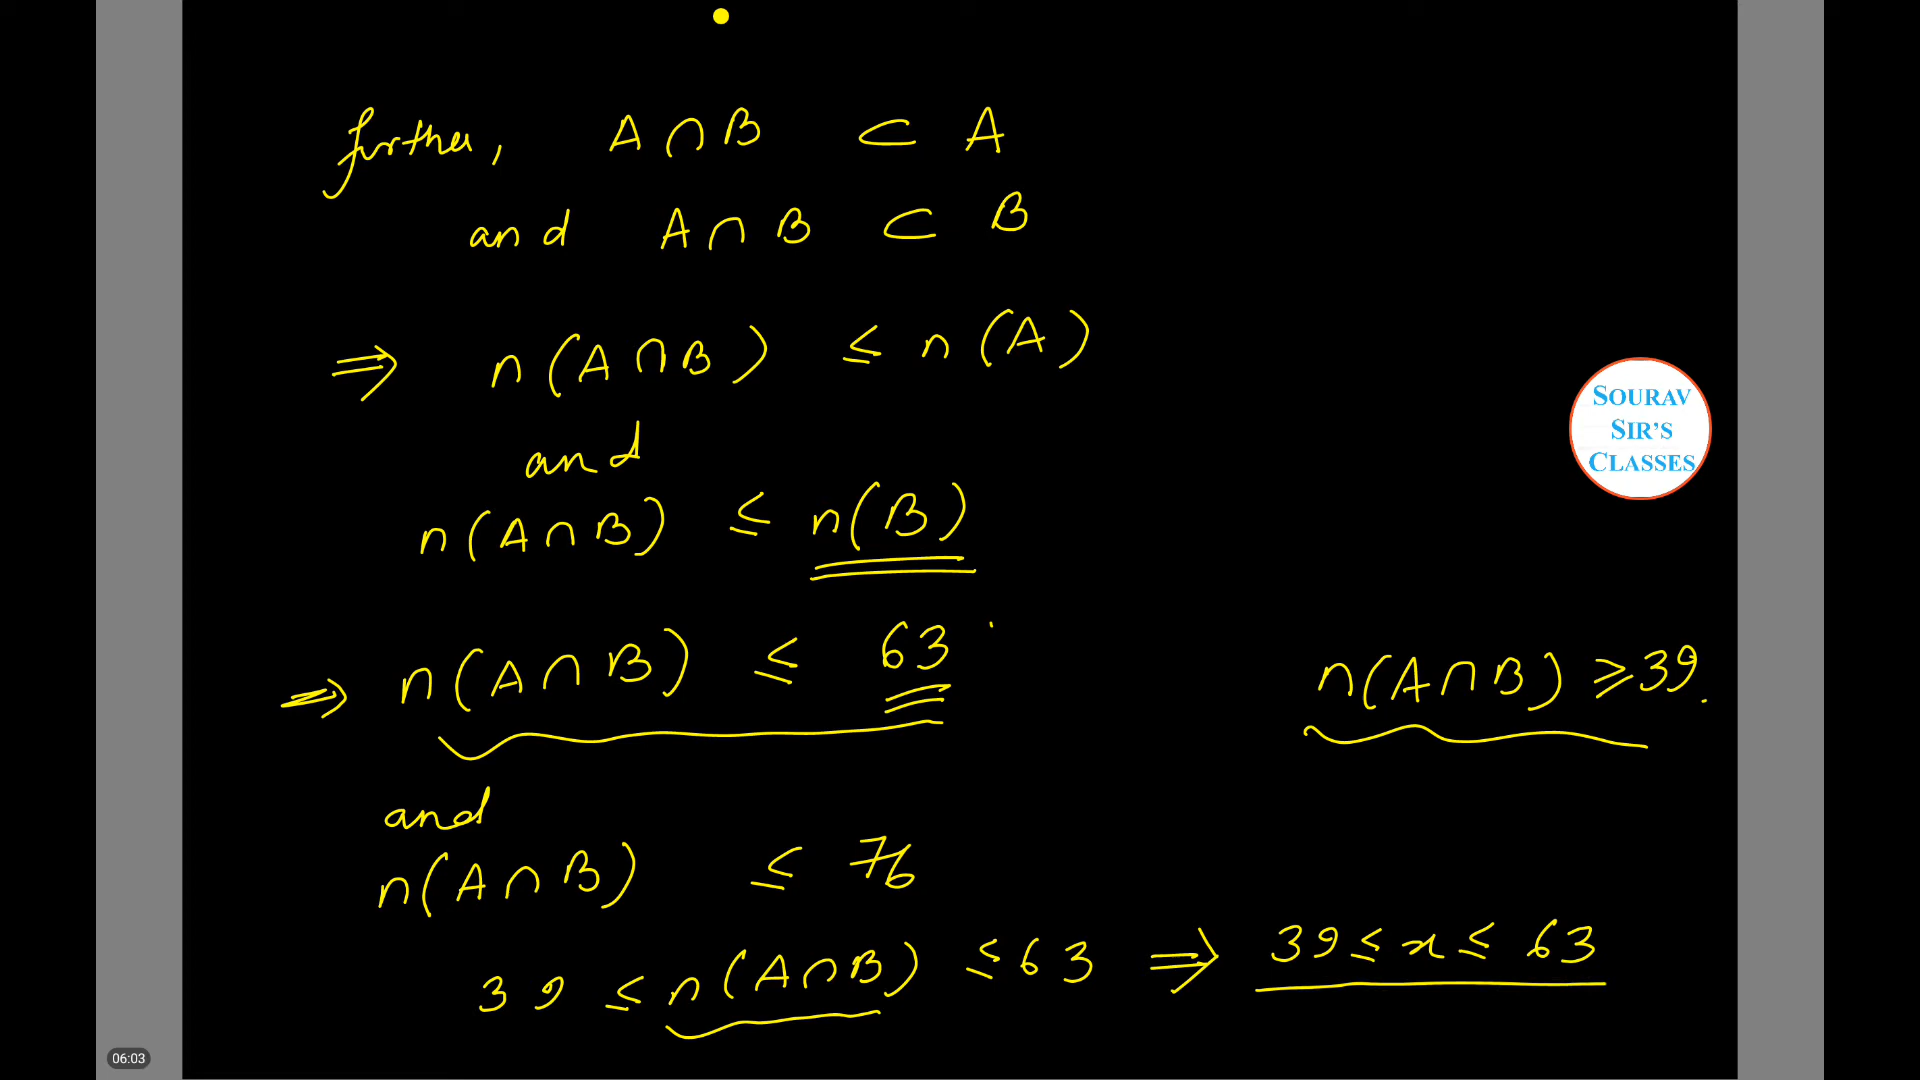 further, A ∩ B ⊂ A
and A ∩ B ⊂ B
⇒ n(A ∩ B) ≤ n(A)
and
n(A ∩ B) ≤ n(B)
⇒ n(A ∩ B) ≤ 63
n(A ∩ B) ≥ 39.
and
n(A ∩ B) ≤ 76
39 ≤ n(A ∩ B) ≤ 63 ⇒ 39 ≤ x ≤ 63
SOURAV
SIR'S
CLASSES
06:03